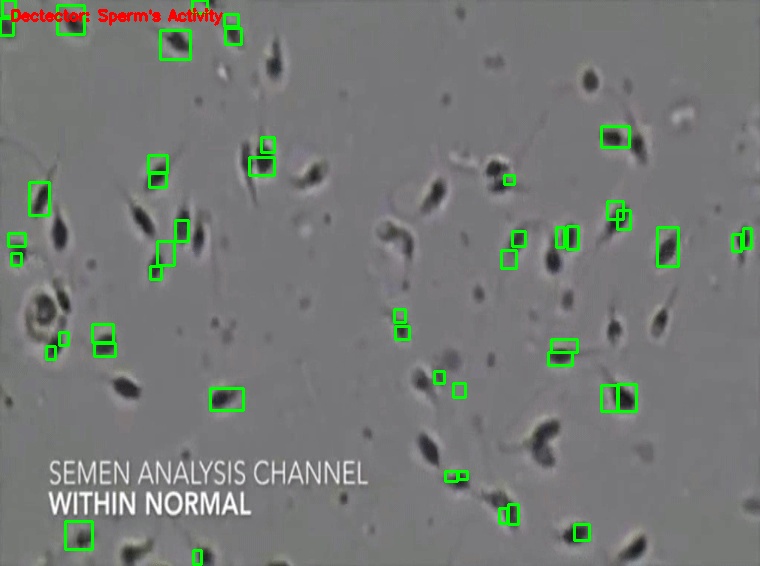 Dectector: Sperm's Activity
SEMEN ANALYSIS CHANNEL
WITHIN NORMAL